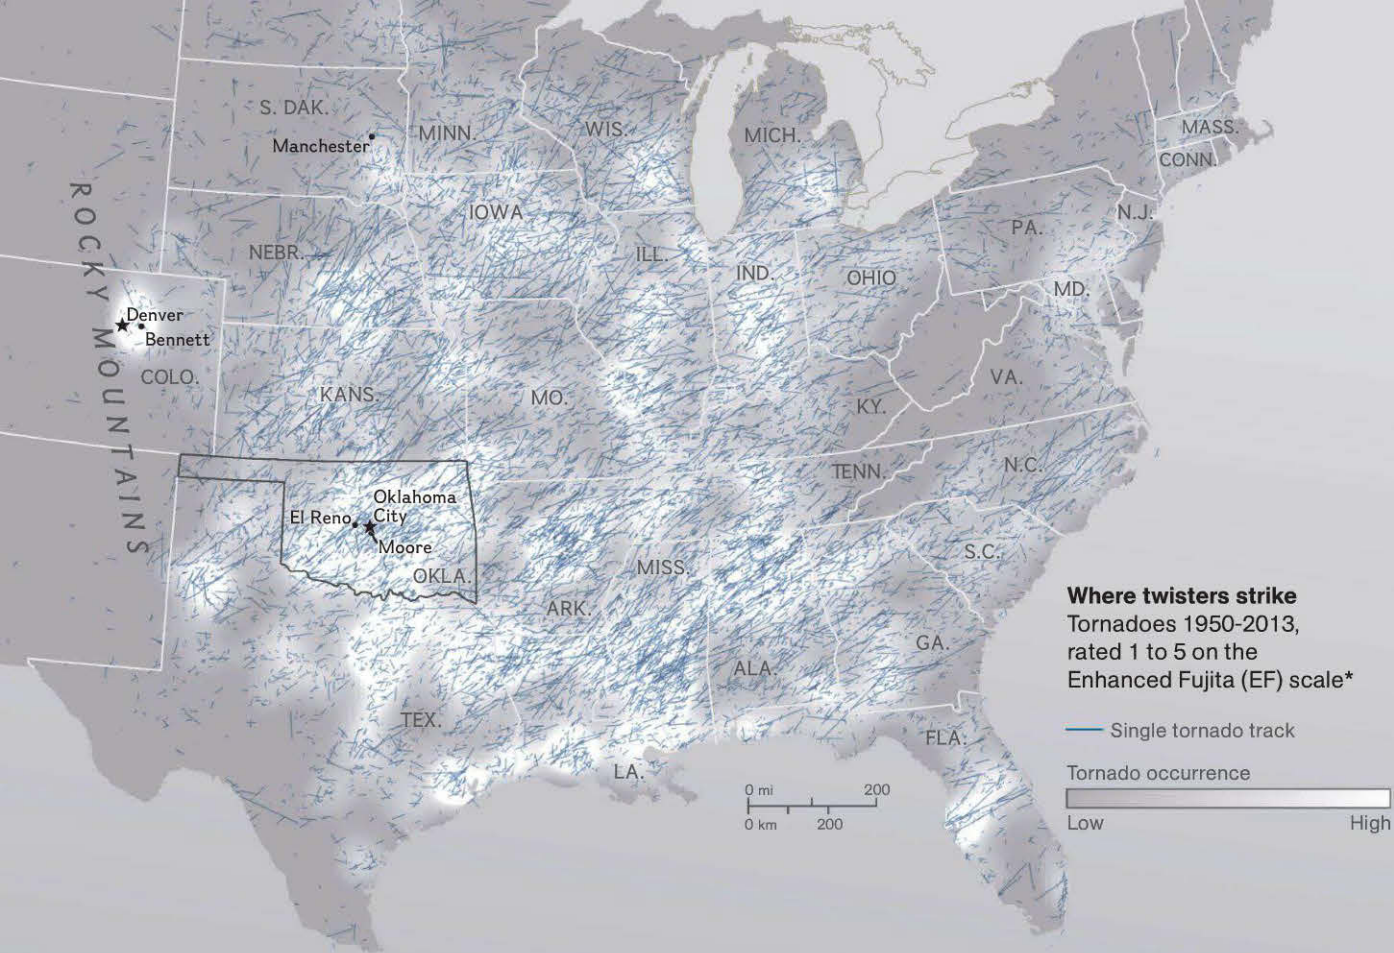 S. DAK.
Manchester
MINN.
WIS.
MICH.
MASS.
CONN.
ROCKY MOUNTAINS
IOWA
NEBR.
ILL.
IND.
OHIO
PA.
N.J.
MD.
Denver
Bennett
COLO.
KANS.
MO.
KY.
VA.
TENN.
N.C.
Oklahoma
City
El Reno
Moore
OKLA.
ARK.
MISS.
S.C.
GA.
ALA.
TEX.
LA.
FLA.
0 mi 200
0 km 200
Where twisters strike
Tornadoes 1950-2013,
rated 1 to 5 on the
Enhanced Fujita (EF) scale*
Single tornado track
Tornado occurrence
Low High